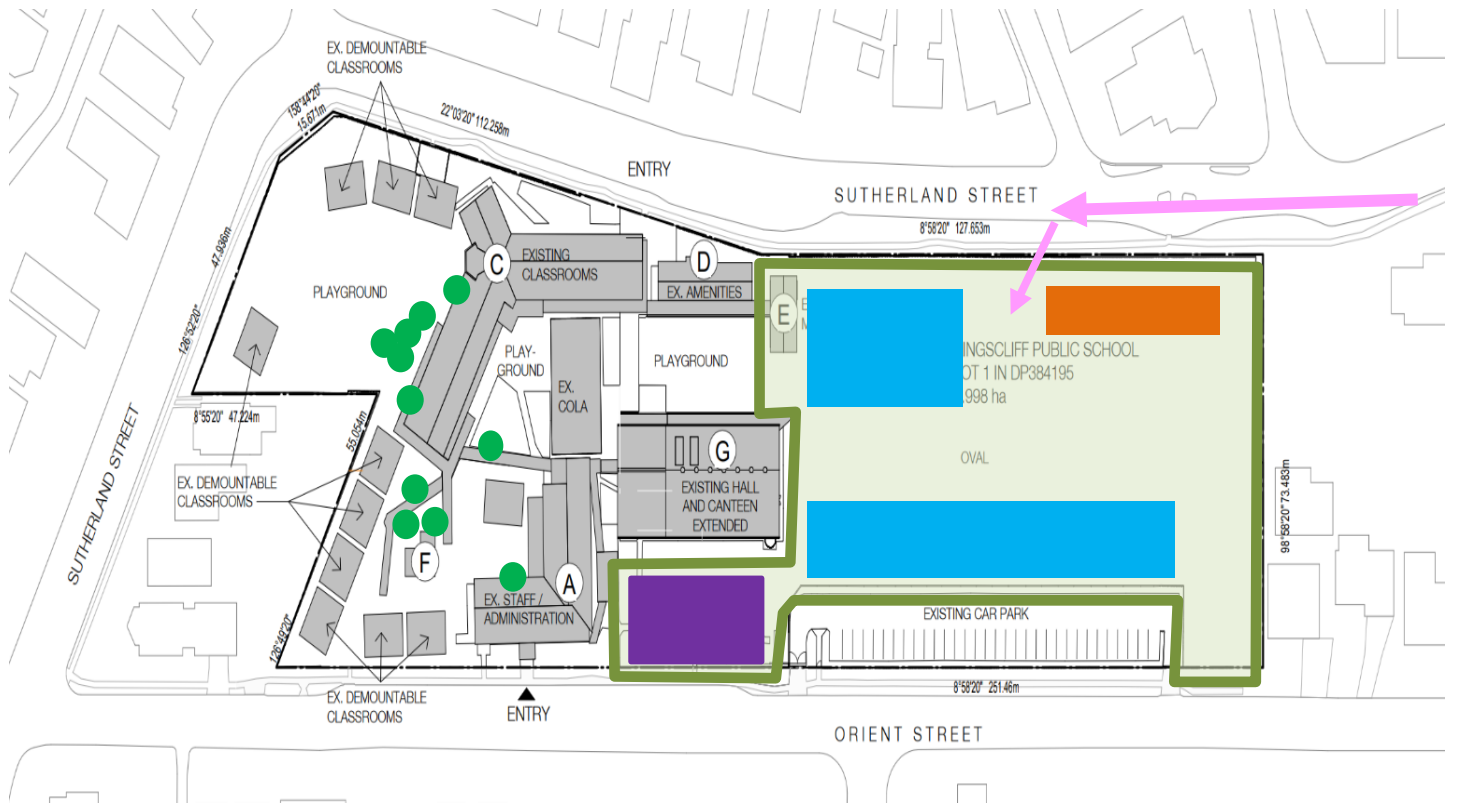 EX. DEMOUNTABLE
CLASSROOMS
158°44'20"
15.671m
22°03'20" 112.258m
ENTRY
SUTHERLAND STREET
8°58'20" 127.653m
47.936m
126°52'20"
PLAYGROUND
C
EXISTING
CLASSROOMS
D
EX. AMENITIES
E
PLAY-
GROUND
EX.
COLA
PLAYGROUND
INGSCLIFF PUBLIC SCHOOL
OT 1 IN DP384195
998 ha
OVAL
8°55'20" 47.224m
55.054m
SUTHERLAND STREET
EX. DEMOUNTABLE
CLASSROOMS
G
EXISTING HALL
AND CANTEEN
EXTENDED
98°58'20" 73.483m
F
A
EX. STAFF /
ADMINISTRATION
EXISTING CAR PARK
126°49'20"
8°58'20" 251.46m
EX. DEMOUNTABLE
CLASSROOMS
ENTRY
ORIENT STREET